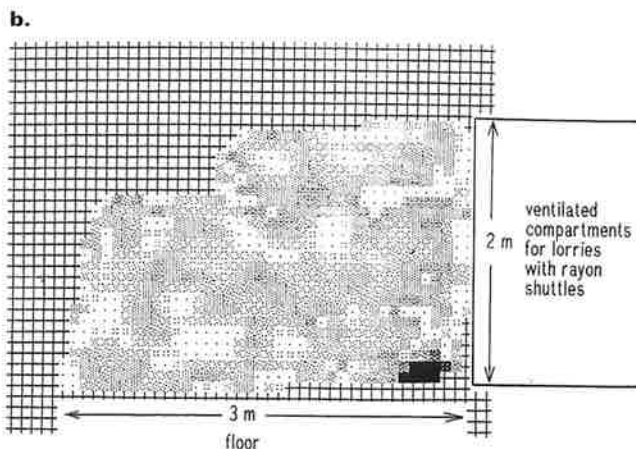 b.
2 m
ventilated
compartments
for lorries
with rayon
shuttles
3 m
floor